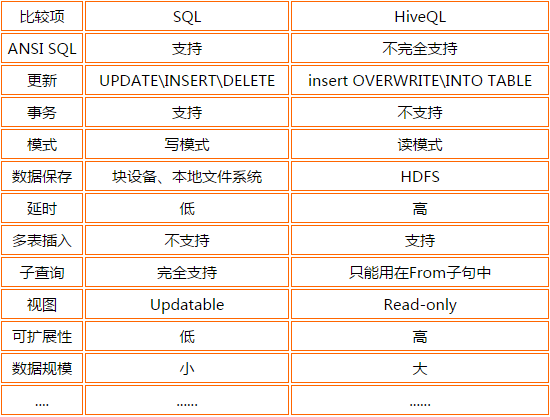 比较项 SQL HiveQL
ANSI SQL 支持 不完全支持
更新 UPDATE\INSERT\DELETE insert OVERWRITE\INTO TABLE
事务 支持 不支持
模式 写模式 读模式
数据保存 块设备、本地文件系统 HDFS
延时 低 高
多表插入 不支持 支持
子查询 完全支持 只能用在From子句中
视图 Updatable Read-only
可扩展性 低 高
数据规模 小 大
.... ...... ......